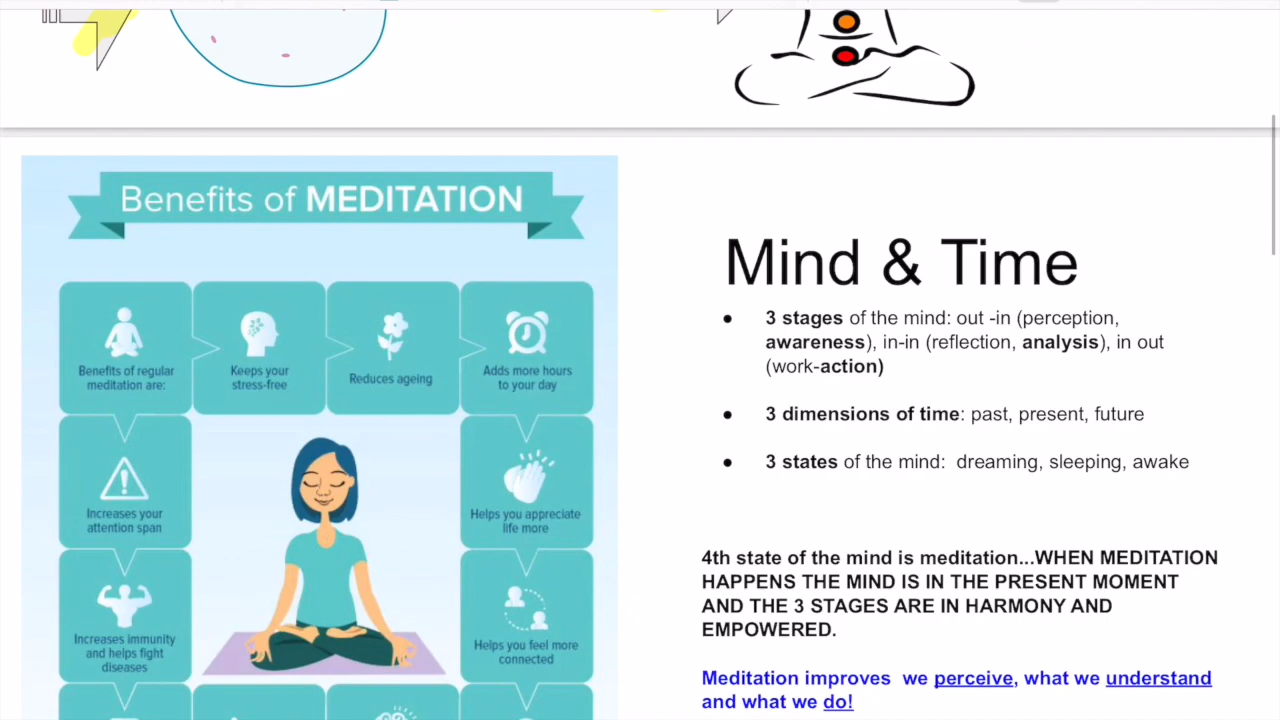 Benefits of MEDITATION
Benefits of regular
meditation are:
Keeps your
stress-free
Reduces ageing
Adds more hours
to your day
Increases your
attention span
Helps you appreciate
life more
Increases immunity
and helps fight
diseases
Helps you feel more
connected
Mind & Time
● 3 stages of the mind: out -in (perception,
awareness), in-in (reflection, analysis), in out
(work-action)
● 3 dimensions of time: past, present, future
● 3 states of the mind: dreaming, sleeping, awake
4th state of the mind is meditation...WHEN MEDITATION
HAPPENS THE MIND IS IN THE PRESENT MOMENT
AND THE 3 STAGES ARE IN HARMONY AND
EMPOWERED.
Meditation improves we perceive, what we understand
and what we do!